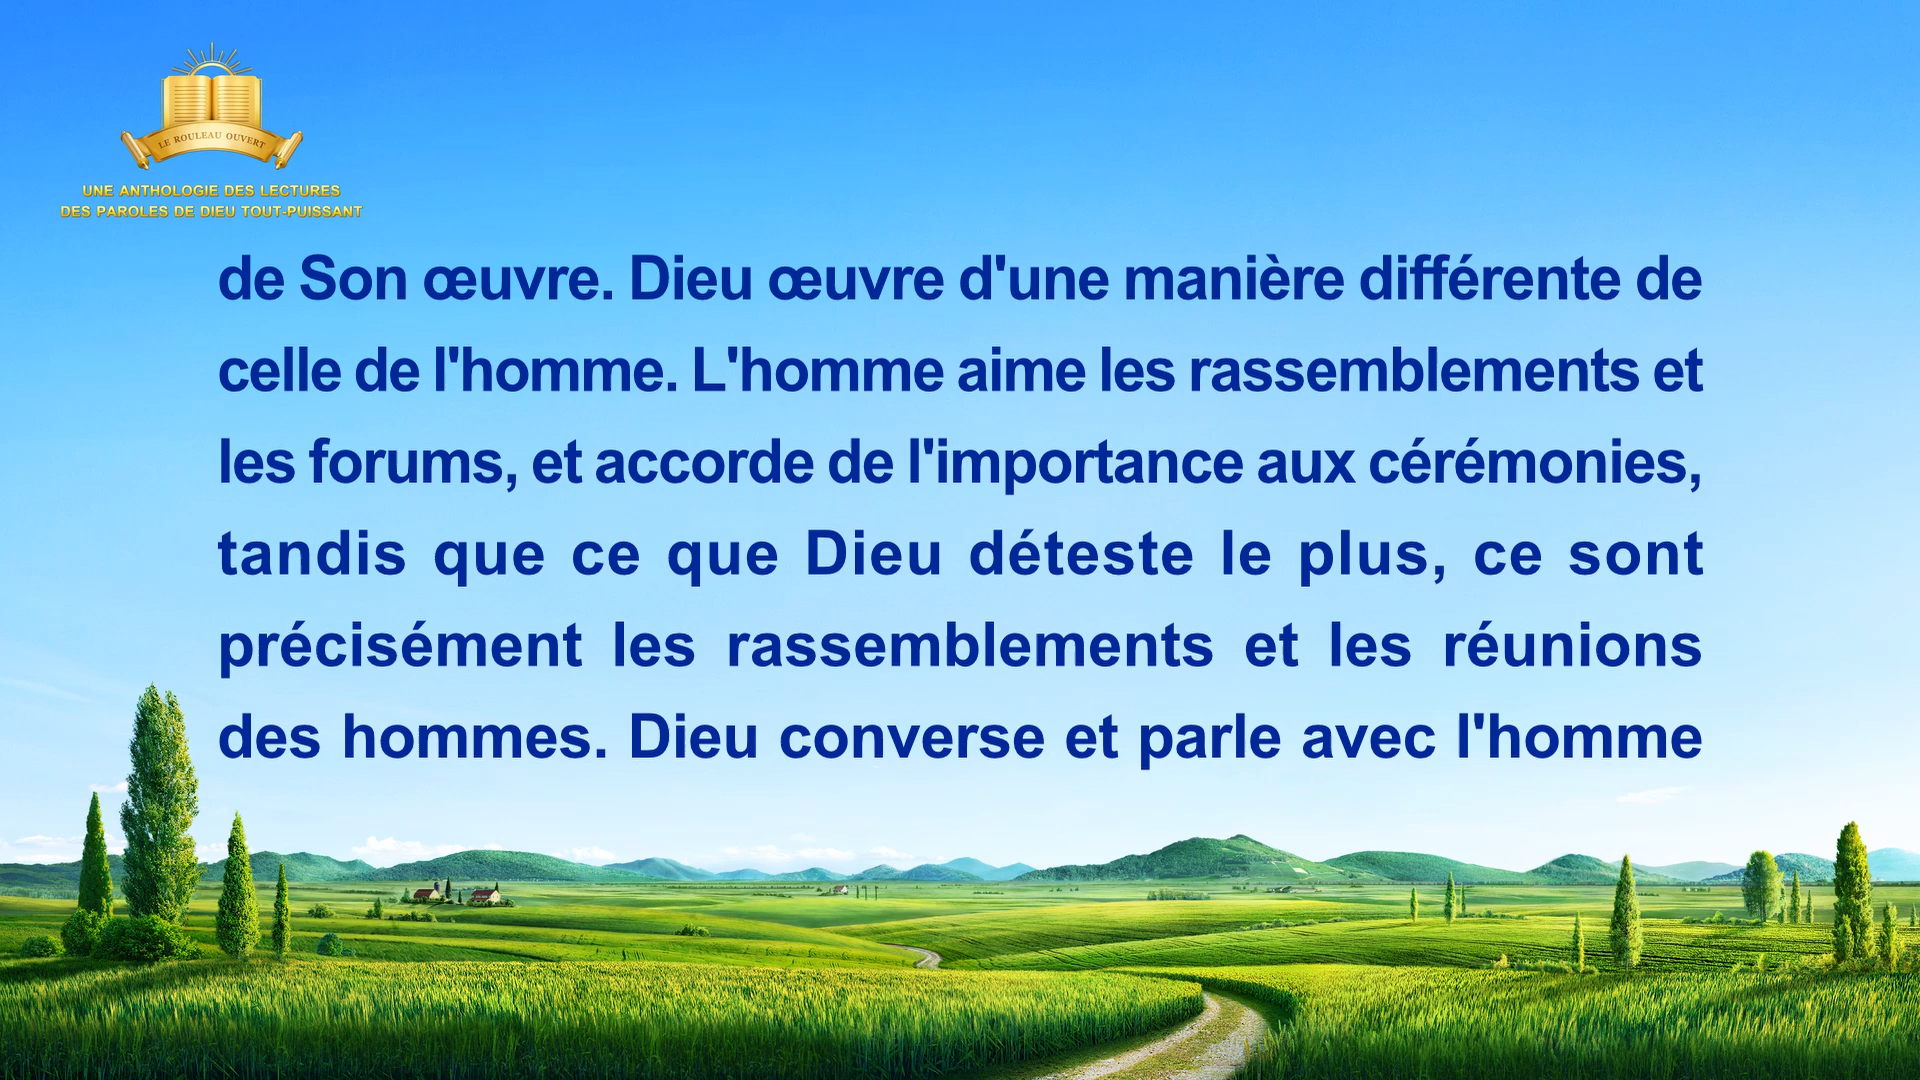 LE ROULEAU OUVERT
UNE ANTHOLOGIE DES LECTURES
DES PAROLES DE DIEU TOUT-PUISSANT
de Son œuvre. Dieu œuvre d'une manière différente de
celle de l'homme. L'homme aime les rassemblements et
les forums, et accorde de l'importance aux cérémonies,
tandis que ce que Dieu déteste le plus, ce sont
précisément les rassemblements et les réunions
des hommes. Dieu converse et parle avec l'homme